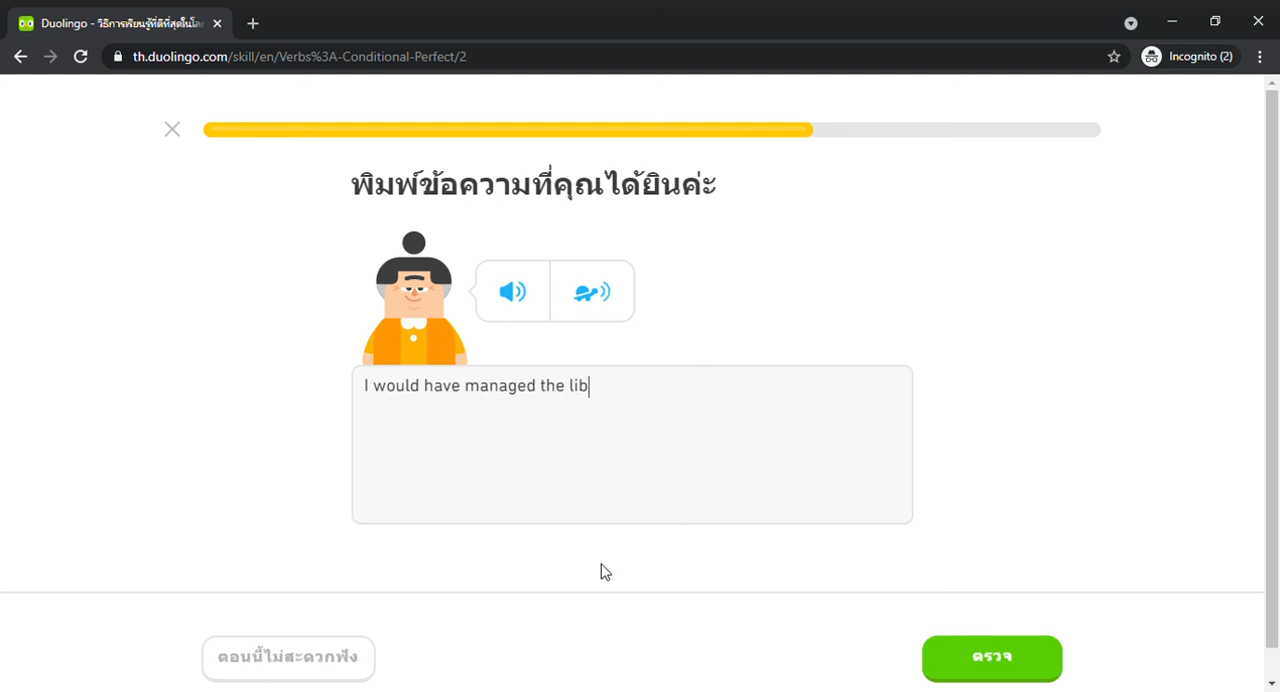 Duolingo - วิธีการเรียนรู้ที่ดีที่สุดในโล
th.duolingo.com/skill/en/Verbs%3A-Conditional-Perfect/2
Incognito (2)
พิมพ์ข้อความที่คุณได้ยินค่ะ
I would have managed the lib
ตอนนี้ไม่สะดวกฟัง
ตรวจ